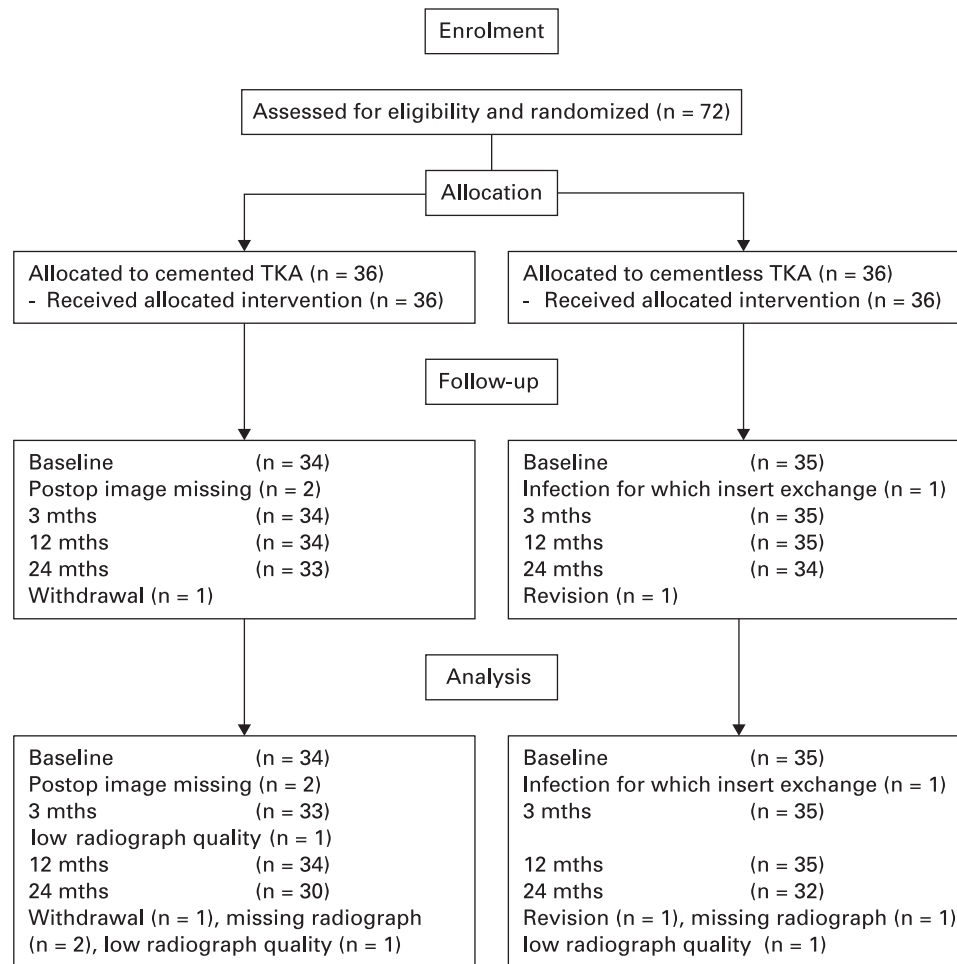 Enrolment
Assessed for eligibility and randomized (n = 72)
Allocation
Allocated to cemented TKA (n = 36)
- Received allocated intervention (n = 36)
Allocated to cementless TKA (n = 36)
- Received allocated intervention (n = 36)
Follow-up
Baseline (n = 34)
Postop image missing (n = 2)
3 mths (n = 34)
12 mths (n = 34)
24 mths (n = 33)
Withdrawal (n = 1)
Baseline (n = 35)
Infection for which insert exchange (n = 1)
3 mths (n = 35)
12 mths (n = 35)
24 mths (n = 34)
Revision (n = 1)
Analysis
Baseline (n = 34)
Postop image missing (n = 2)
3 mths (n = 33)
low radiograph quality (n = 1)
12 mths (n = 34)
24 mths (n = 30)
Withdrawal (n = 1), missing radiograph
(n = 2), low radiograph quality (n = 1)
Baseline (n = 35)
Infection for which insert exchange (n = 1)
3 mths (n = 35)
12 mths (n = 35)
24 mths (n = 32)
Revision (n = 1), missing radiograph (n = 1)
low radiograph quality (n = 1)